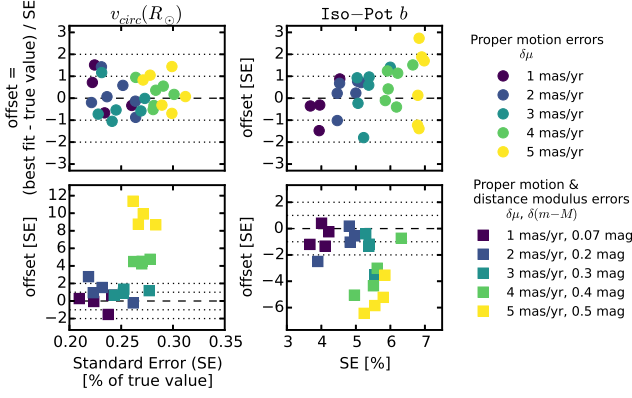 v_{circ}(R_☉)
Iso-Pot b
offset =
(best fit - true value) / SE
3
2
1
0
−1
−2
−3
offset [SE]
3
2
1
0
−1
−2
−3
Proper motion errors
δμ
1 mas/yr
2 mas/yr
3 mas/yr
4 mas/yr
5 mas/yr
offset [SE]
12
10
8
6
4
2
0
−2
0.20
0.25
0.30
0.35
Standard Error (SE)
[% of true value]
offset [SE]
2
0
−2
−4
−6
3
4
5
6
7
SE [%]
Proper motion &
distance modulus errors
δμ, δ(m−M)
1 mas/yr, 0.07 mag
2 mas/yr, 0.2 mag
3 mas/yr, 0.3 mag
4 mas/yr, 0.4 mag
5 mas/yr, 0.5 mag